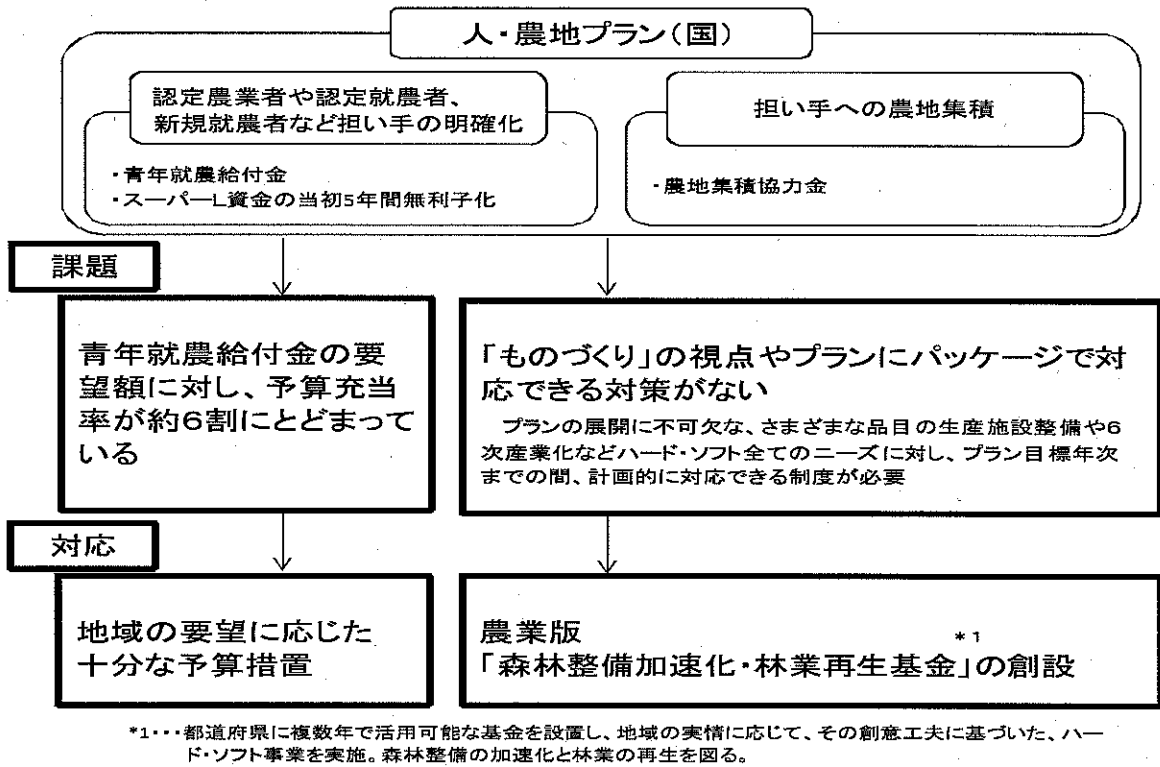 人・農地プラン(国)
認定農業者や認定就農者、
新規就農者など担い手の明確化
・青年就農給付金
・スーパーL資金の当初5年間無利子化
担い手への農地集積
・農地集積協力金
課題
青年就農給付金の要
望額に対し、予算充当
率が約6割にとどまって
いる
「ものづくり」の視点やプランにパッケージで対
応できる対策がない
プランの展開に不可欠な、さまざまな品目の生産施設整備や6
次産業化などハード・ソフト全てのニーズに対し、プラン目標年次
までの間、計画的に対応できる制度が必要
対応
地域の要望に応じた
十分な予算措置
農業版
*1
「森林整備加速化・林業再生基金」の創設
*1・・・都道府県に複数年で活用可能な基金を設置し、地域の実情に応じて、その創意工夫に基づいた、ハー
ド・ソフト事業を実施。森林整備の加速化と林業の再生を図る。